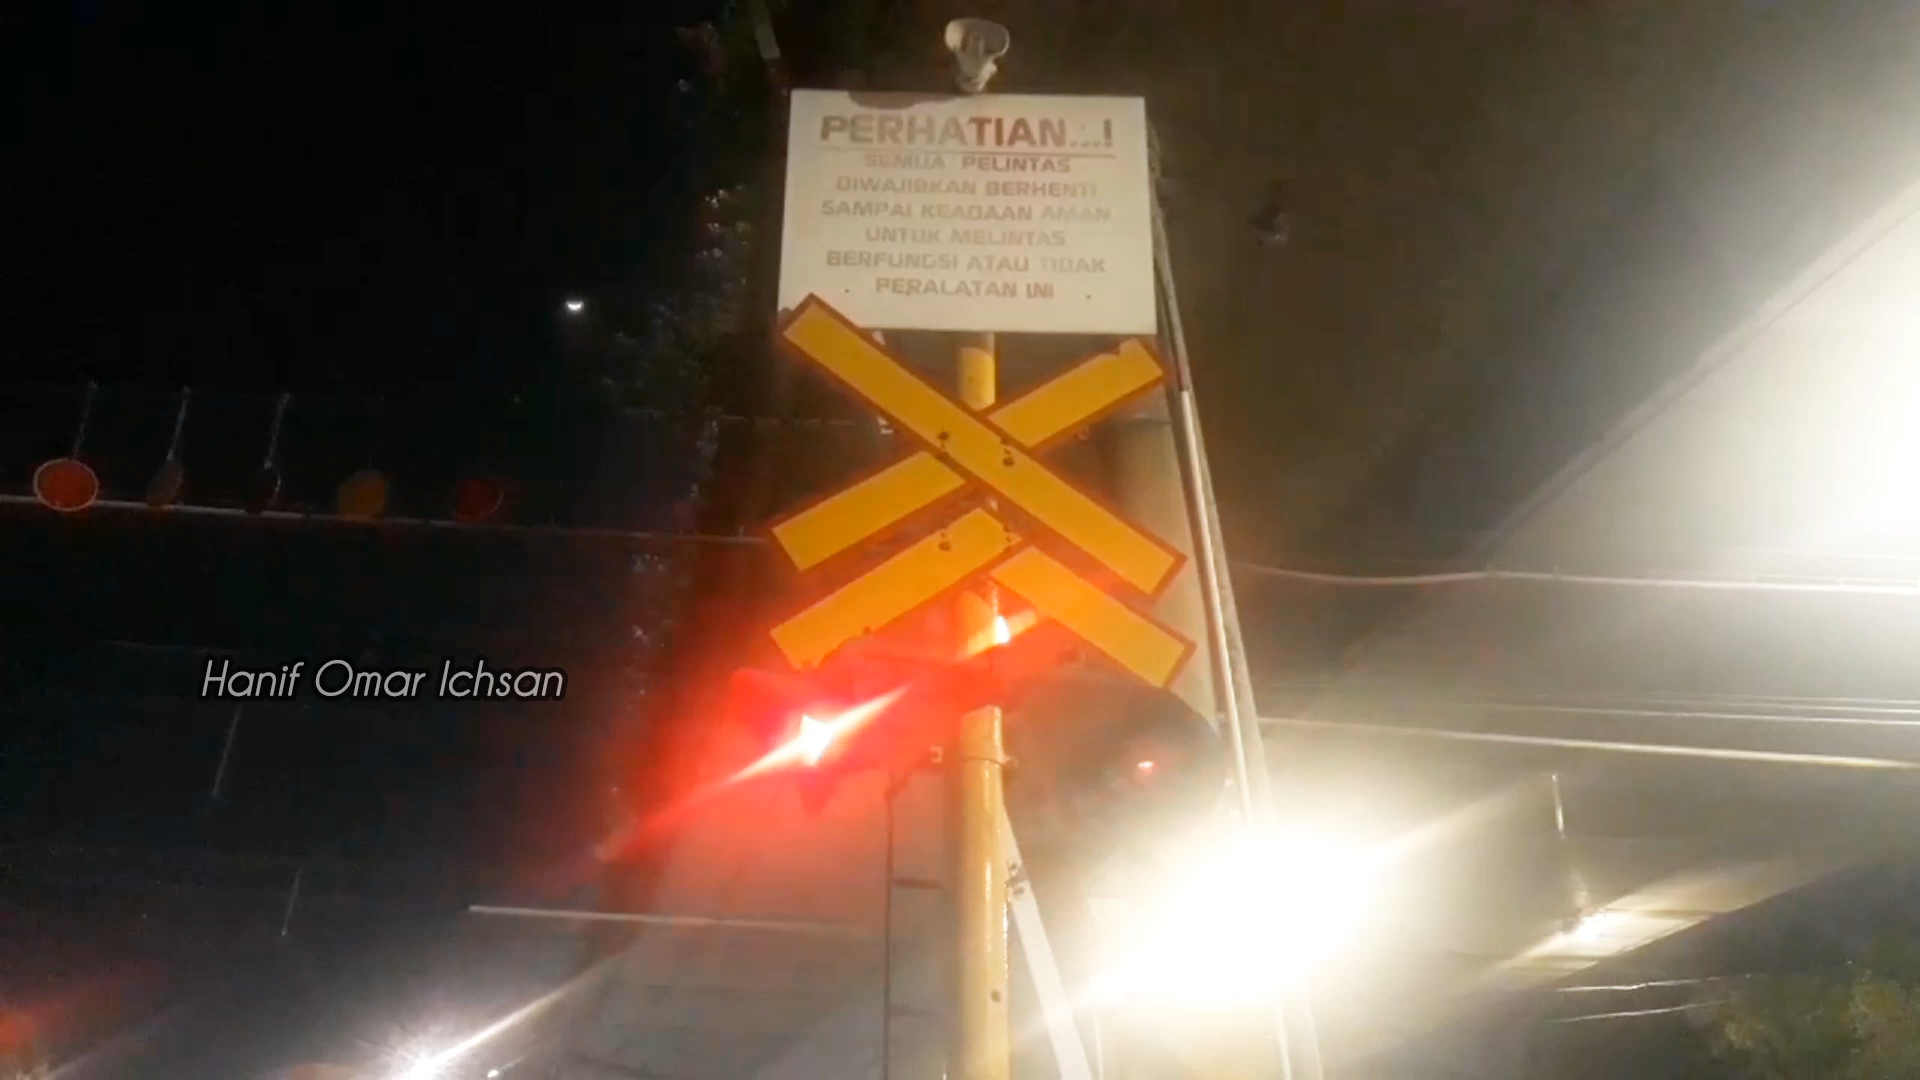 PERHATIAN...!
SEMUA PELINTAS
DIWAJIBKAN BERHENTI
SAMPAI KEADAAN AMAN
UNTUK MELINTAS
BERFUNGSI ATAU TIDAK
PERALATAN INI
Hanif Omar Ichsan